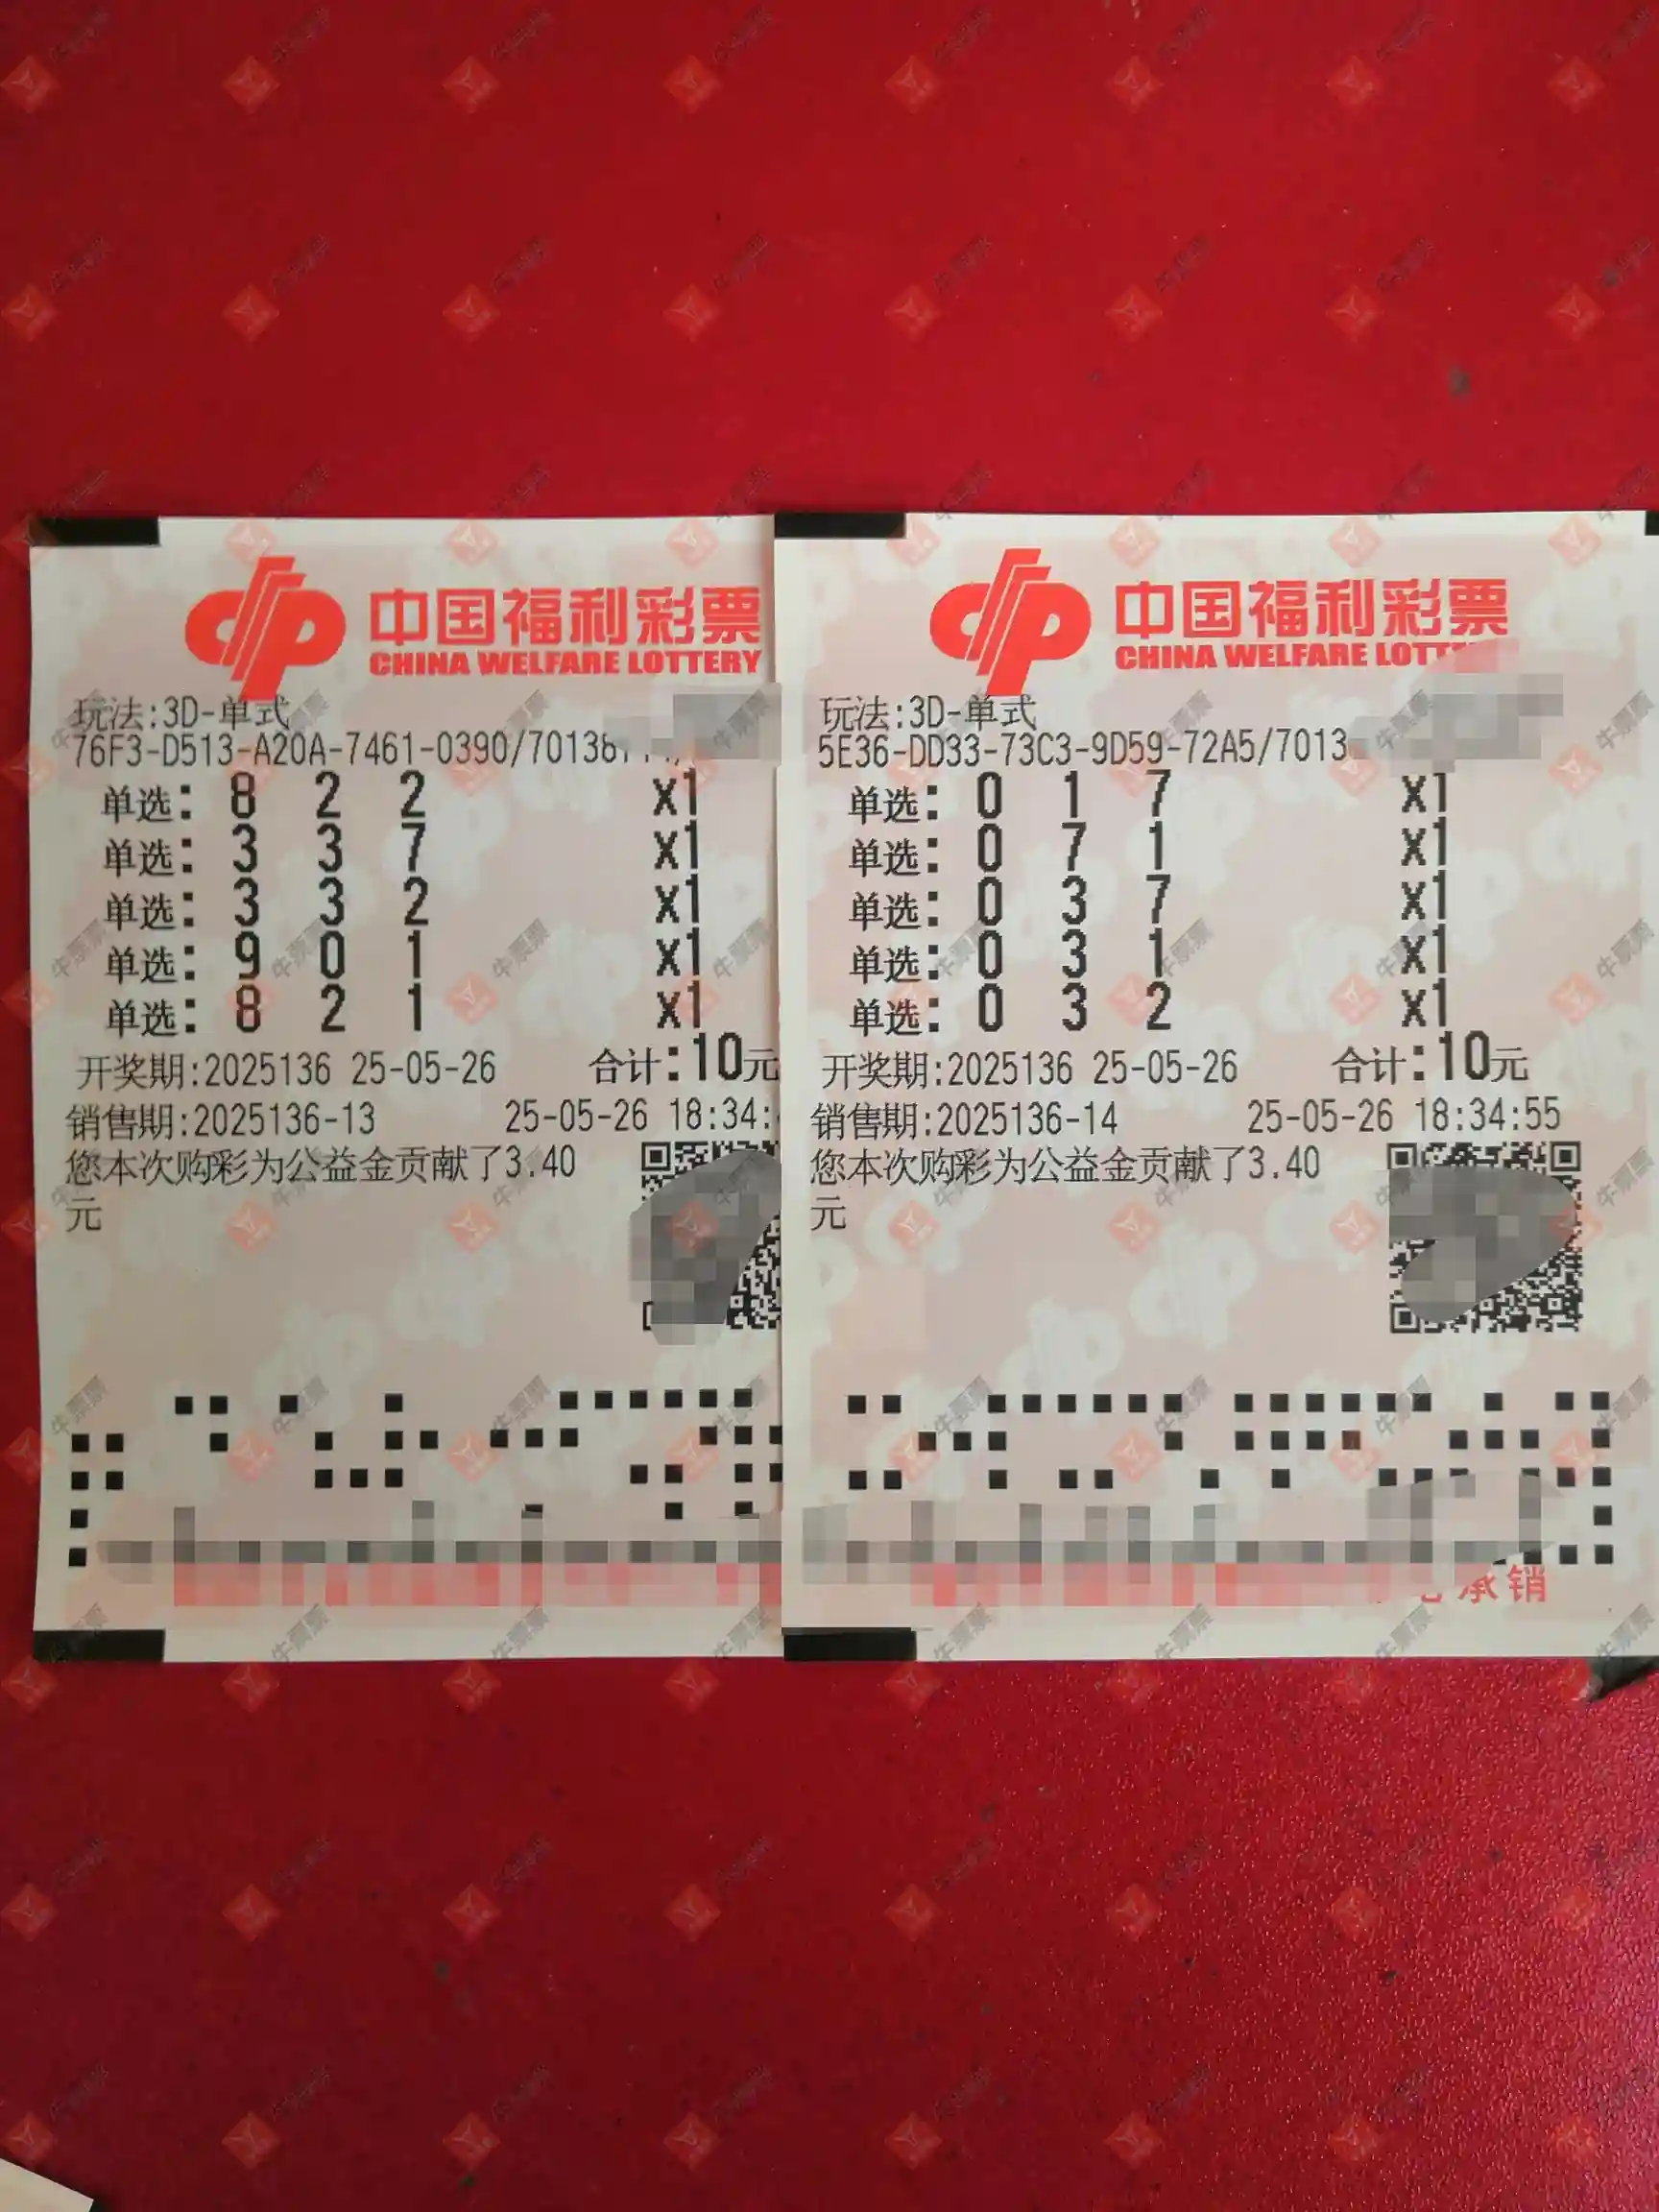 中国福利彩票
CHINA WELFARE LOTTERY
玩法:3D-单式
76F3-D513-A20A-7461-0390/70138
单选: 8 2 2 x1
单选: 3 3 7 x1
单选: 3 3 2 x1
单选: 9 0 1 x1
单选: 8 2 1 x1
开奖期:2025136 25-05-26 合计:10元
销售期:2025136-13 25-05-26 18:34:
您本次购彩为公益金贡献了3.40
元
中国福利彩票
CHINA WELFARE LOTTERY
玩法:3D-单式
5E36-DD33-73C3-9D59-72A5/7013
单选: 0 1 7 x1
单选: 0 7 1 x1
单选: 0 3 7 x1
单选: 0 3 1 x1
单选: 0 3 2 x1
开奖期:2025136 25-05-26 合计:10元
销售期:2025136-14 25-05-26 18:34:55
您本次购彩为公益金贡献了3.40
元
承销
牛票票